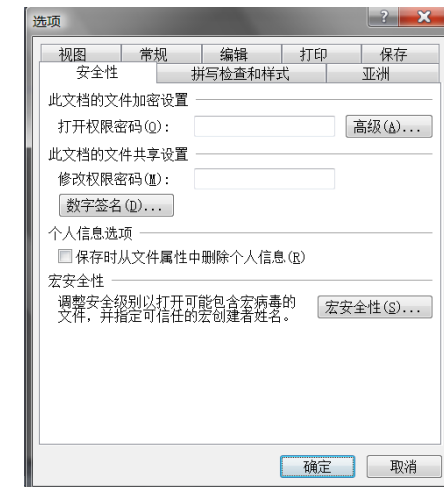 选项
视图 常规 编辑 打印 保存
安全性 拼写检查和样式 亚洲
此文档的文件加密设置
打开权限密码(O): 高级(A)...
此文档的文件共享设置
修改权限密码(M):
数字签名(D)...
个人信息选项
保存时从文件属性中删除个人信息(R)
宏安全性
调整安全级别以打开可能包含宏病毒的
文件，并指定可信任的宏创建者姓名。
宏安全性(S)...
确定 取消